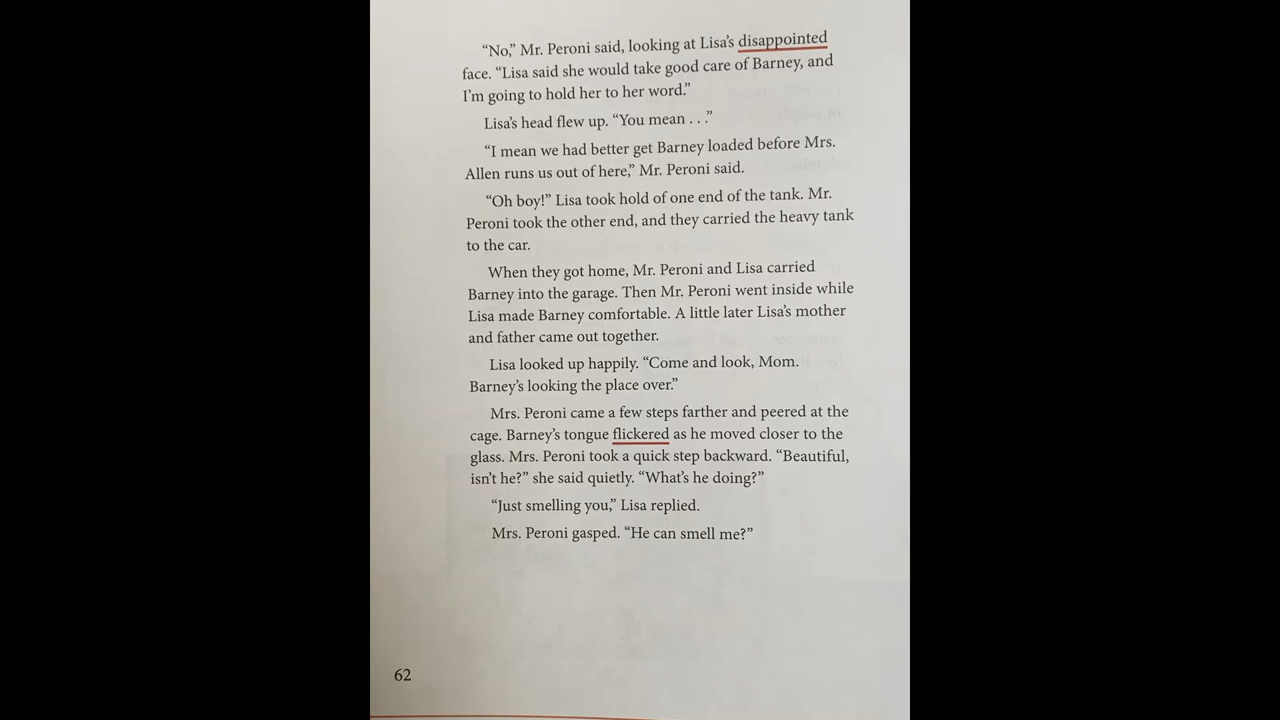 “No,” Mr. Peroni said, looking at Lisa’s disappointed
face. “Lisa said she would take good care of Barney, and
I’m going to hold her to her word.”
Lisa’s head flew up. “You mean . . .”
“I mean we had better get Barney loaded before Mrs.
Allen runs us out of here,” Mr. Peroni said.
“Oh boy!” Lisa took hold of one end of the tank. Mr.
Peroni took the other end, and they carried the heavy tank
to the car.
When they got home, Mr. Peroni and Lisa carried
Barney into the garage. Then Mr. Peroni went inside while
Lisa made Barney comfortable. A little later Lisa’s mother
and father came out together.
Lisa looked up happily. “Come and look, Mom.
Barney’s looking the place over.”
Mrs. Peroni came a few steps farther and peered at the
cage. Barney’s tongue flickered as he moved closer to the
glass. Mrs. Peroni took a quick step backward. “Beautiful,
isn’t he?” she said quietly. “What’s he doing?”
“Just smelling you,” Lisa replied.
Mrs. Peroni gasped. “He can smell me?”
62